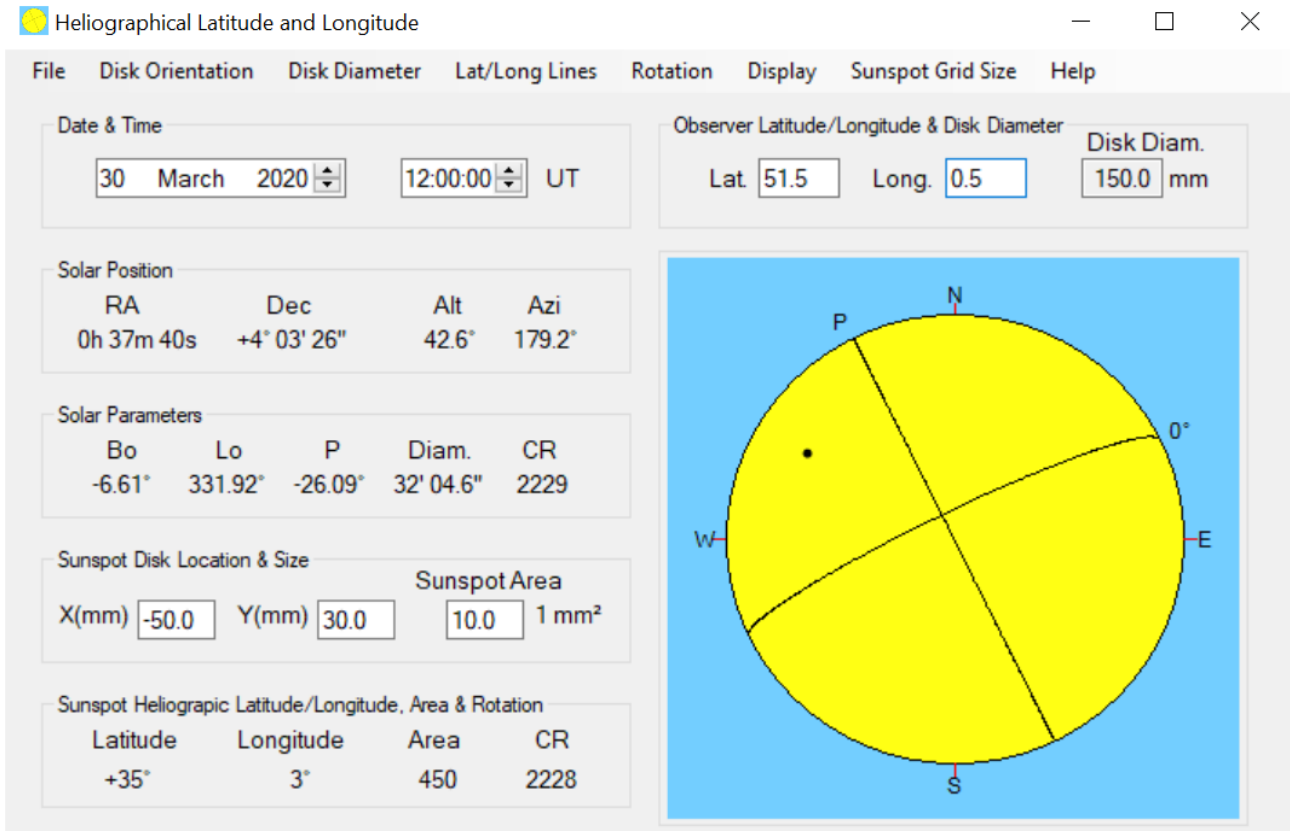 Heliographical Latitude and Longitude
File Disk Orientation Disk Diameter Lat/Long Lines Rotation Display Sunspot Grid Size Help
Date & Time
30 March 2020 12:00:00 UT
Observer Latitude/Longitude & Disk Diameter
Disk Diam.
Lat. 51.5 Long. 0.5 150.0 mm
Solar Position
RA Dec Alt Azi
0h 37m 40s +4° 03' 26" 42.6° 179.2°
Solar Parameters
Bo Lo P Diam. CR
-6.61° 331.92° -26.09° 32' 04.6" 2229
Sunspot Disk Location & Size
Sunspot Area
X(mm) -50.0 Y(mm) 30.0 10.0 1 mm²
Sunspot Heliograpic Latitude/Longitude, Area & Rotation
Latitude Longitude Area CR
+35° 3° 450 2228
N
P
0°
W
E
S